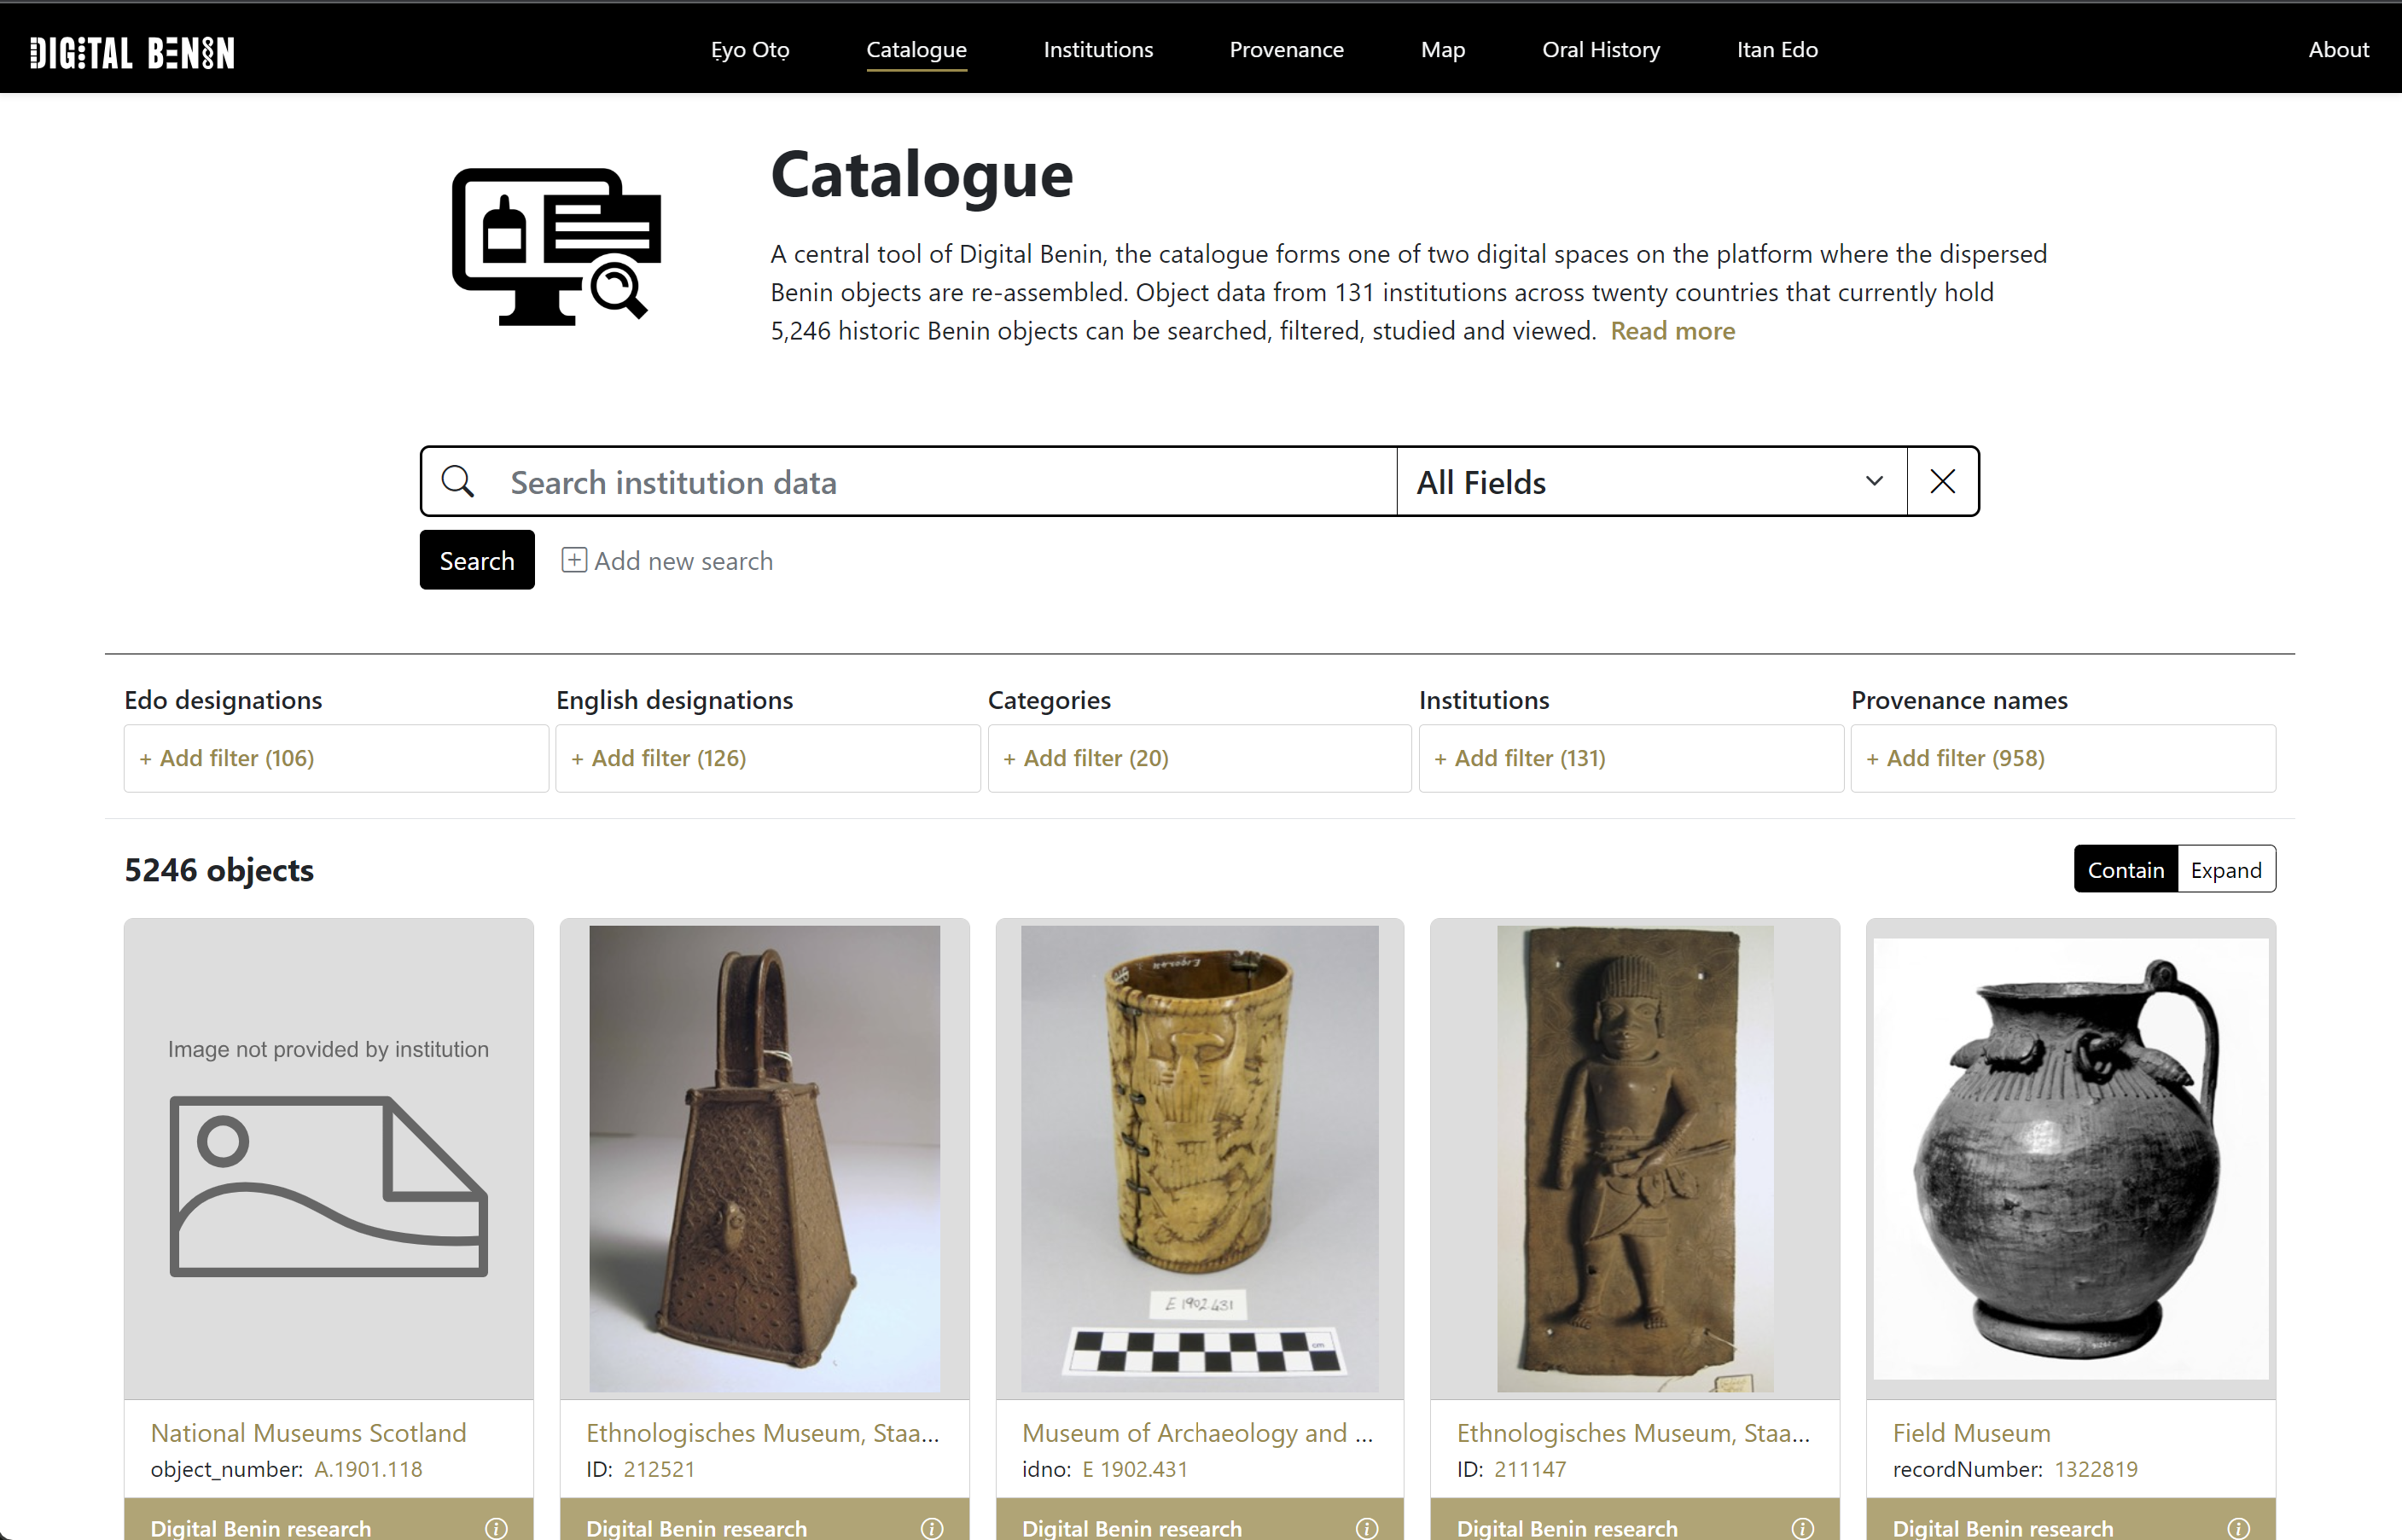 DIGITAL BENIN
Ẹyo Otọ
Catalogue
Institutions
Provenance
Map
Oral History
Itan Edo
About
Catalogue
A central tool of Digital Benin, the catalogue forms one of two digital spaces on the platform where the dispersed
Benin objects are re-assembled. Object data from 131 institutions across twenty countries that currently hold
5,246 historic Benin objects can be searched, filtered, studied and viewed. Read more
Search institution data
All Fields
Search
Add new search
Edo designations
+ Add filter (106)
English designations
+ Add filter (126)
Categories
+ Add filter (20)
Institutions
+ Add filter (131)
Provenance names
+ Add filter (958)
5246 objects
Contain
Expand
Image not provided by institution
National Museums Scotland
object_number: A.1901.118
Digital Benin research
Ethnologisches Museum, Staa...
ID: 212521
Digital Benin research
E 1902.431
cm
Museum of Archaeology and ...
idno: E 1902.431
Digital Benin research
Ethnologisches Museum, Staa...
ID: 211147
Digital Benin research
Field Museum
recordNumber: 1322819
Digital Benin research